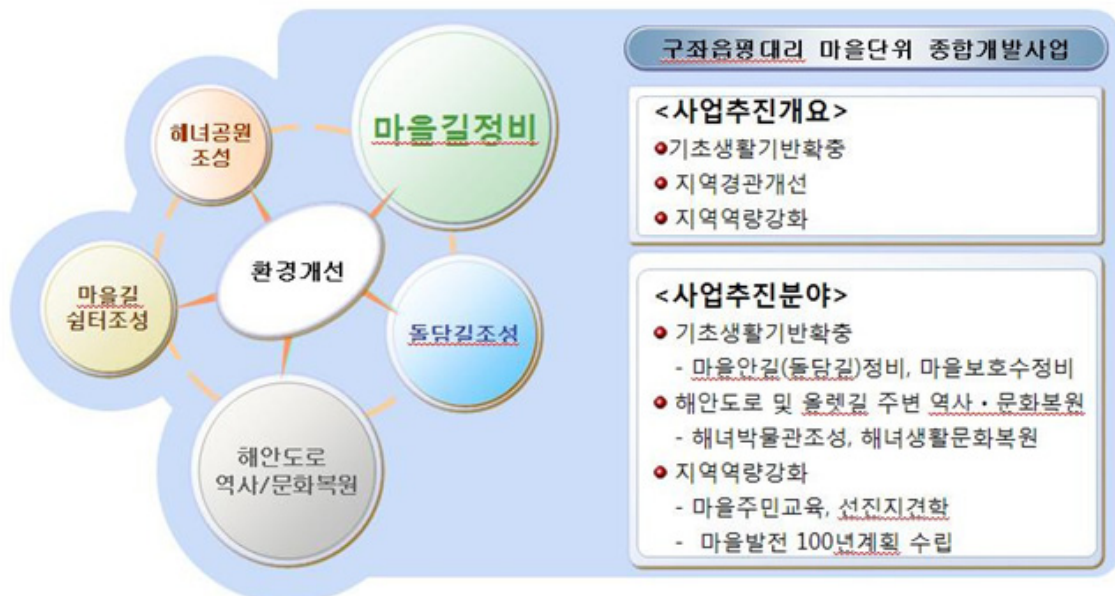 해녀공원
조성
마을길정비
환경개선
마을길
쉼터조성
돌담길조성
해안도로
역사/문화복원
구좌읍평대리 마을단위 종합개발사업
<사업추진개요>
기초생활기반확충
지역경관개선
지역역량강화
<사업추진분야>
기초생활기반확충
- 마을안길(돌담길)정비, 마을보호수정비
해안도로 및 올렛길 주변 역사・문화복원
- 해녀박물관조성, 해녀생활문화복원
지역역량강화
- 마을주민교육, 선진지견학
- 마을발전 100년계획 수립